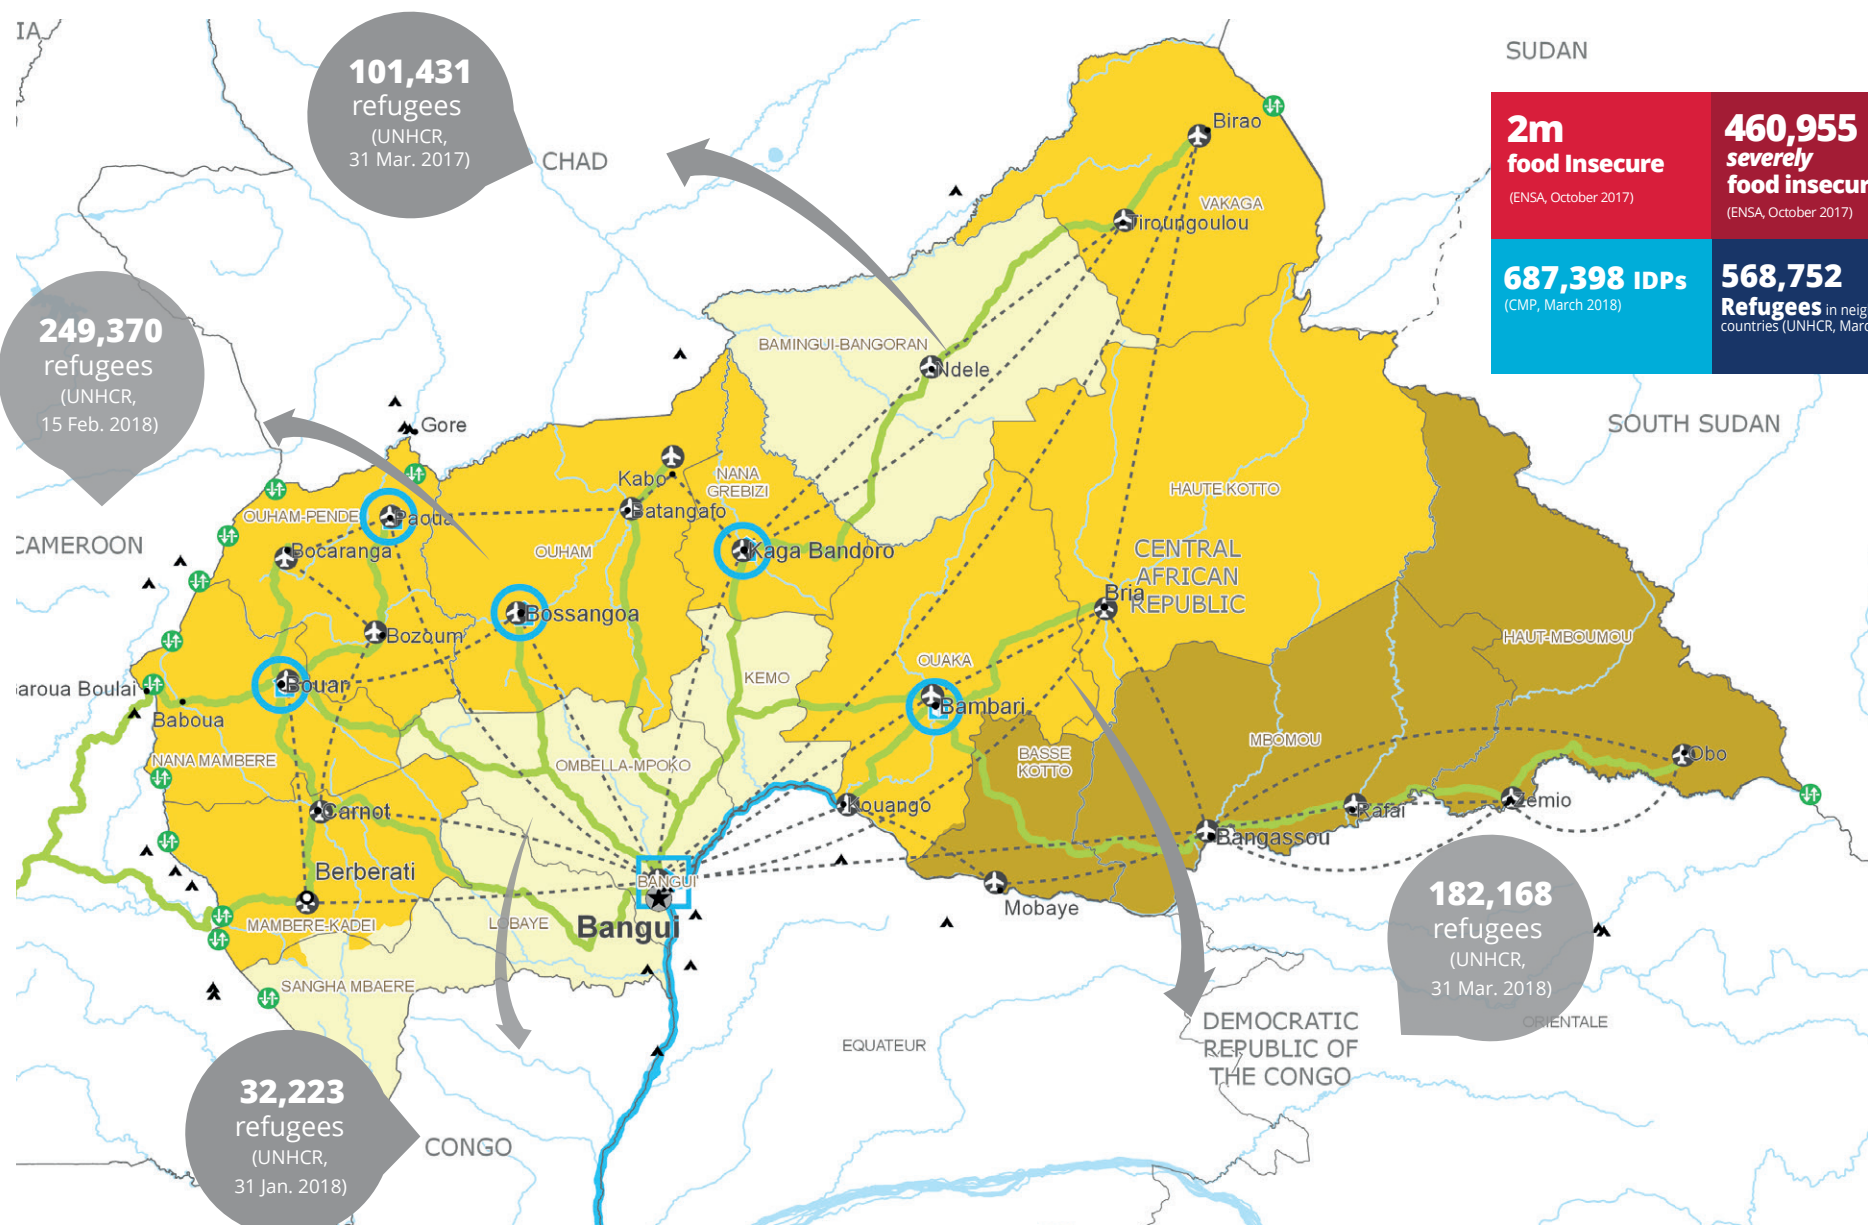 IA
SUDAN
101,431
refugees
(UNHCR,
31 Mar. 2017)
CHAD
2m
food Insecure
(ENSA, October 2017)
460,955
severely
food insecur
(ENSA, October 2017)
687,398 IDPs
(CMP, March 2018)
568,752
Refugees in neig
countries (UNHCR, Marc
Birao
VAKAGA
Tiroungoulou
249,370
refugees
(UNHCR,
15 Feb. 2018)
BAMINGUI-BANGORAN
Ndele
Gore
SOUTH SUDAN
Kabo
NANA
GREBIZI
HAUTE KOTTO
OUHAM-PENDE
Paoua
Batangafo
CAMEROON
Bocaranga
OUHAM
Kaga Bandoro
CENTRAL
AFRICAN
REPUBLIC
Bria
Bossangoa
Bozoum
HAUT-MBOUMOU
OUAKA
KEMO
aroua Boulai
Bouar
Baboua
Bambari
NANA MAMBERE
OMBELLA-MPOKO
BASSE
KOTTO
MBOMOU
Obo
Carnot
Kouango
Rafai
Zemio
Bangassou
Berberati
BANGUI
Bangui
MAMBERE-KADEI
LOBAYE
Mobaye
182,168
refugees
(UNHCR,
31 Mar. 2018)
SANGHA MBAERE
DEMOCRATIC
REPUBLIC OF
THE CONGO
ORIENTALE
EQUATEUR
32,223
refugees
(UNHCR,
31 Jan. 2018)
CONGO